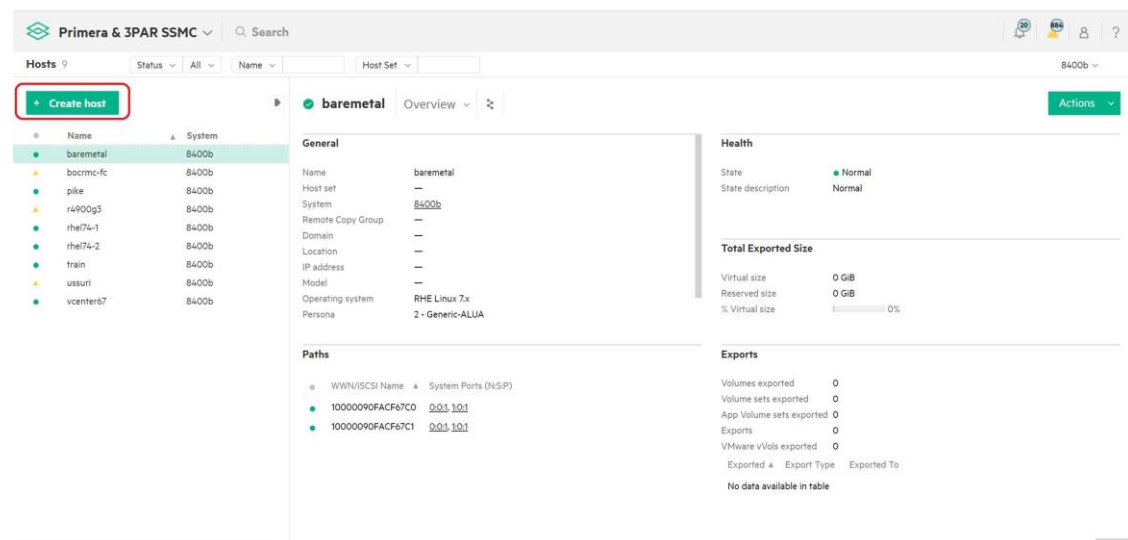 Primera & 3PAR SSMC Search 20 884 ?
Hosts 9 Status All Name Host Set 8400b
+ Create host
baremetal Overview Actions
Name System
baremetal 8400b
bocrmc-fc 8400b
pike 8400b
r4900g3 8400b
rhel74-1 8400b
rhel74-2 8400b
train 8400b
ussuri 8400b
vcenter67 8400b
General
Name baremetal
Host set —
System 8400b
Remote Copy Group —
Domain —
Location —
IP address —
Model —
Operating system RHE Linux 7.x
Persona 2 - Generic-ALUA
Health
State Normal
State description Normal
Total Exported Size
Virtual size 0 GiB
Reserved size 0 GiB
% Virtual size 0%
Paths
WWN/iSCSI Name System Ports (N:S:P)
10000090FACF67C0 0:0:1, 1:0:1
10000090FACF67C1 0:0:1, 1:0:1
Exports
Volumes exported 0
Volume sets exported 0
App Volume sets exported 0
Exports 0
VMware vVols exported 0
Exported Export Type Exported To
No data available in table